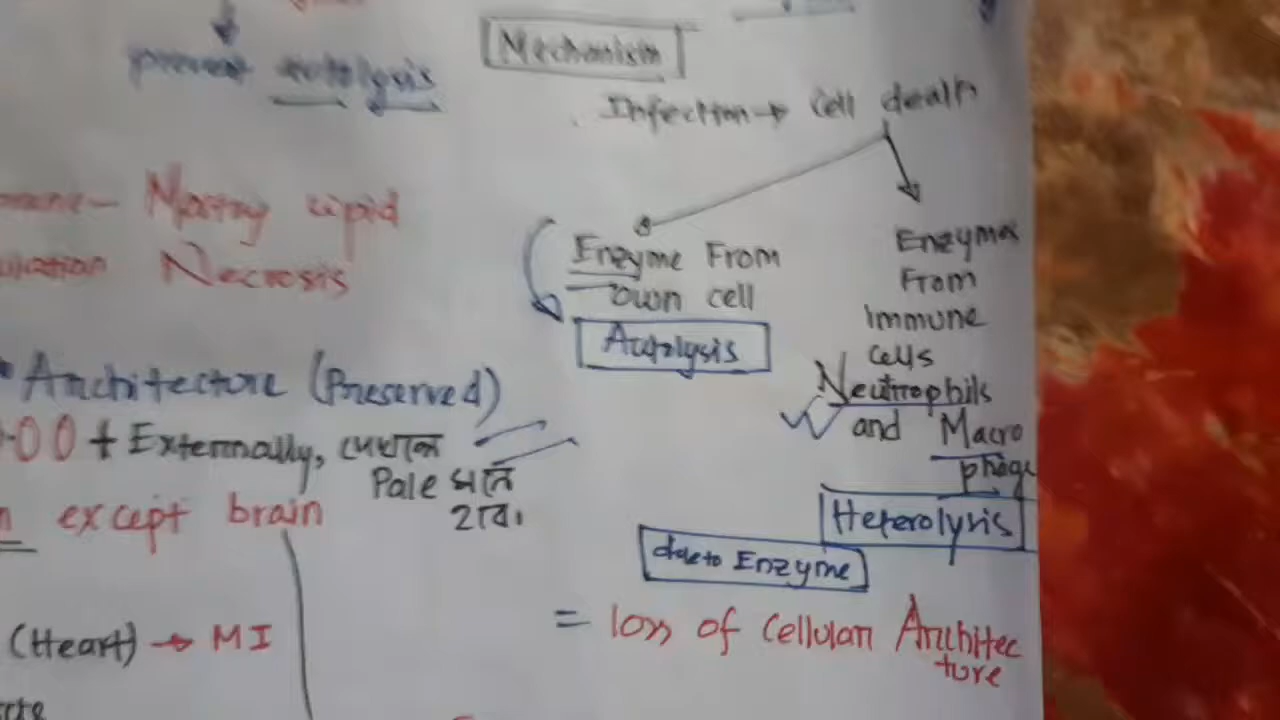 prevent autolysis
Marry Lipid
Necrosis
Architecture (Preserved)
+ Externally, দেখতে
Pale মনে
হবে।
except brain
(Heart) → MI
Mechanism
Infection → Cell death
Enzyme From
own cell
Autolysis
Enzymes
From
Immune
cells
Neutrophils
and Macro
phage
Heterolysis
due to Enzyme
= loss of cellular Architec
ture